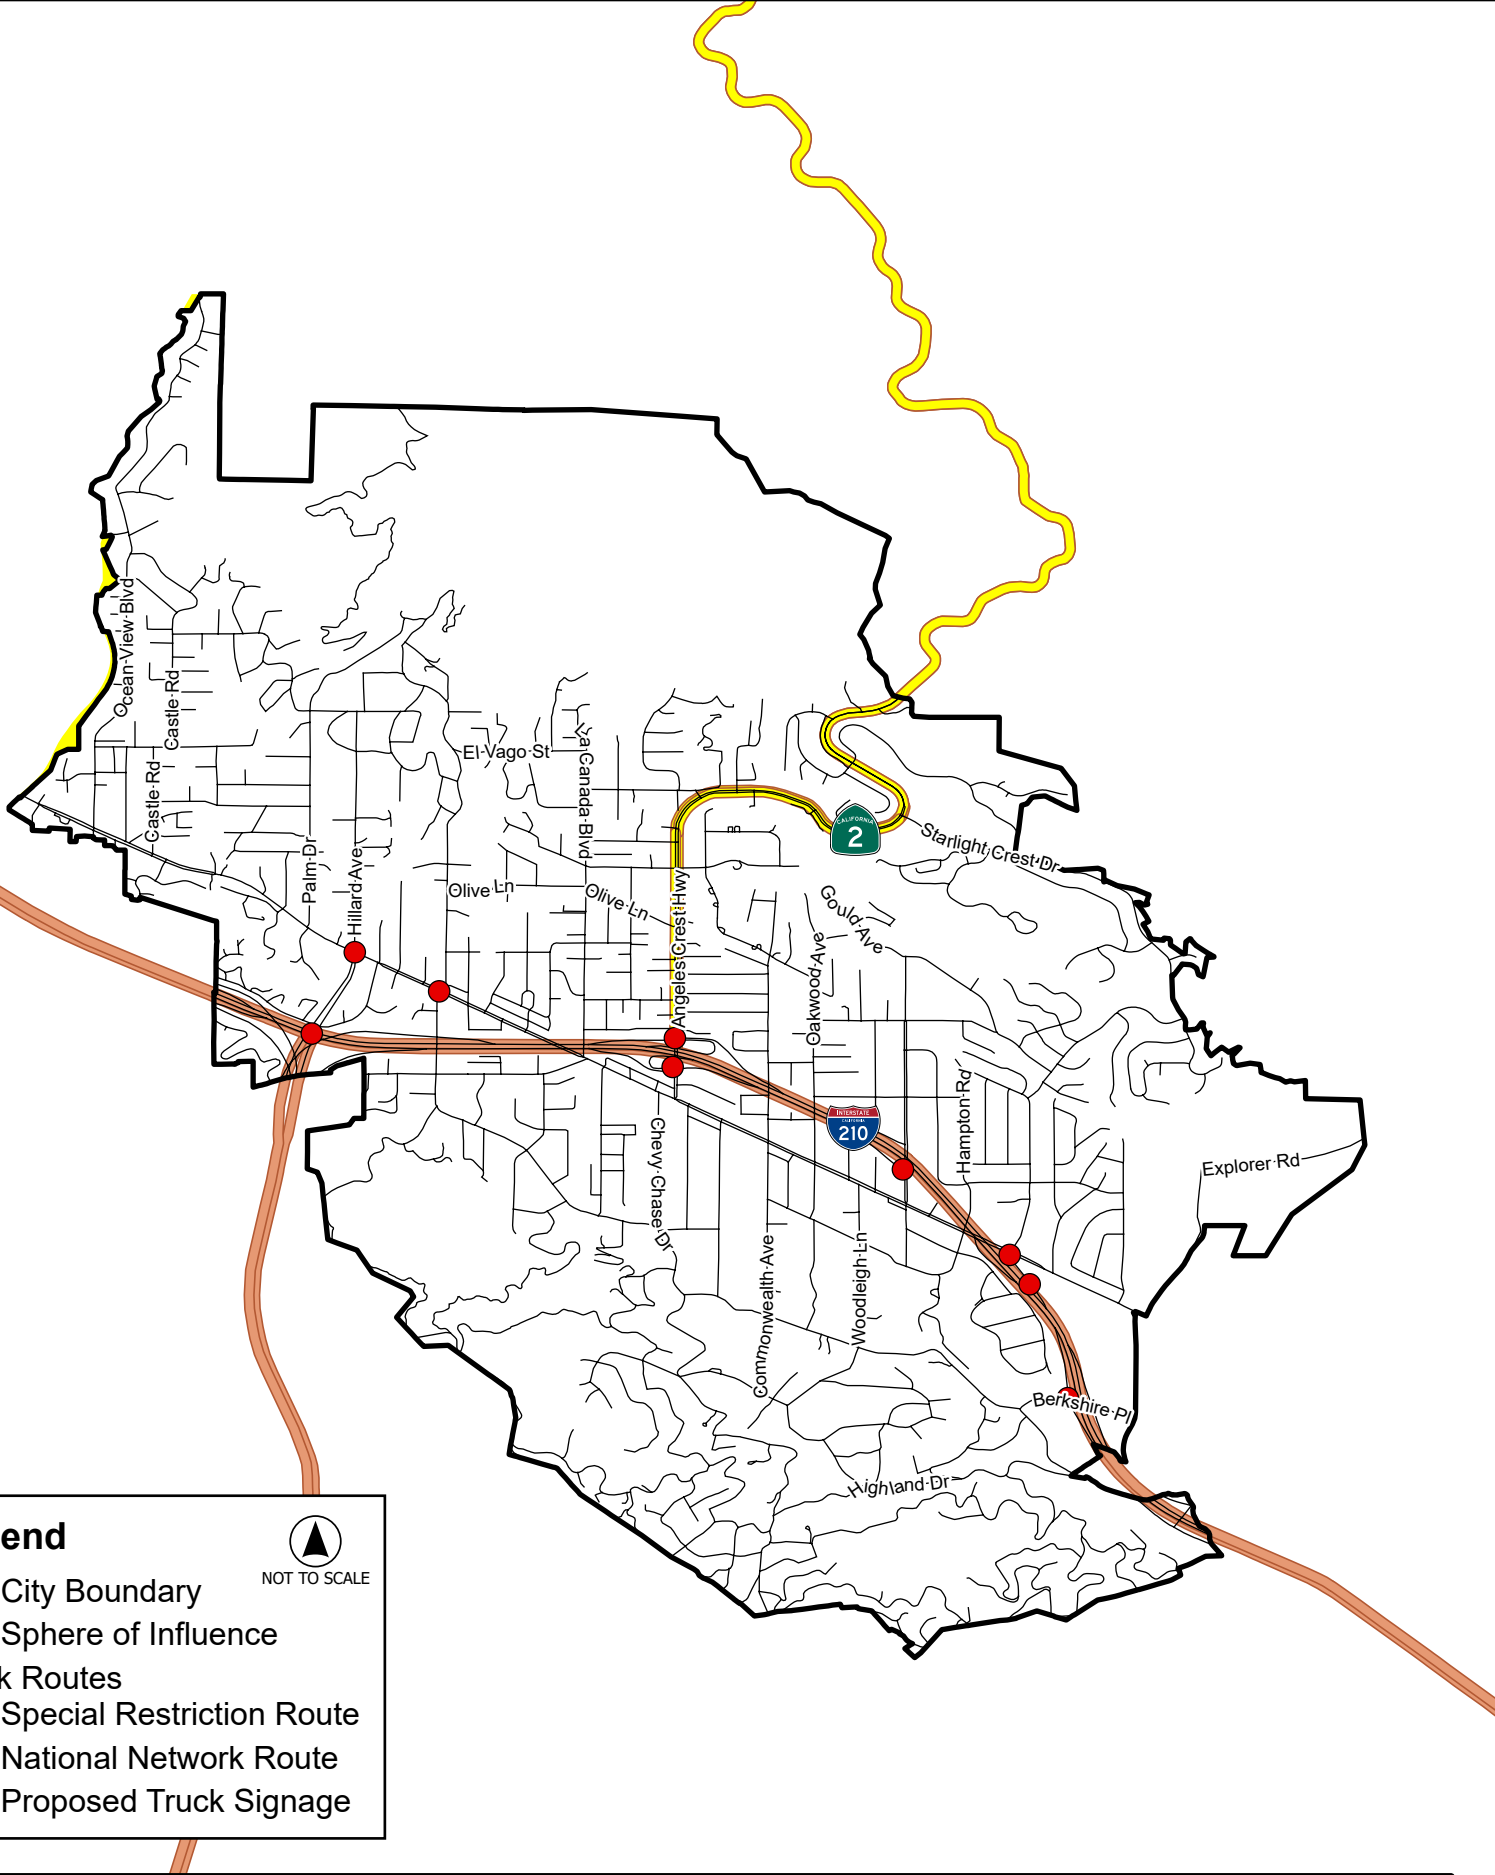 Ocean View Blvd
Castle Rd
Castle Rd
El Vago St
La Canada Blvd
CALIFORNIA
2
Starlight Crest Dr
Palm Dr
Hillard Ave
Olive Ln
Olive Ln
Angeles Crest Hwy
Gould Ave
Oakwood Ave
Hampton Rd
INTERSTATE
CALIFORNIA
210
Chevy Chase Dr
Explorer Rd
Commonwealth Ave
Woodleigh Ln
Berkshire Pl
Highland Dr
end
NOT TO SCALE
City Boundary
Sphere of Influence
k Routes
Special Restriction Route
National Network Route
Proposed Truck Signage